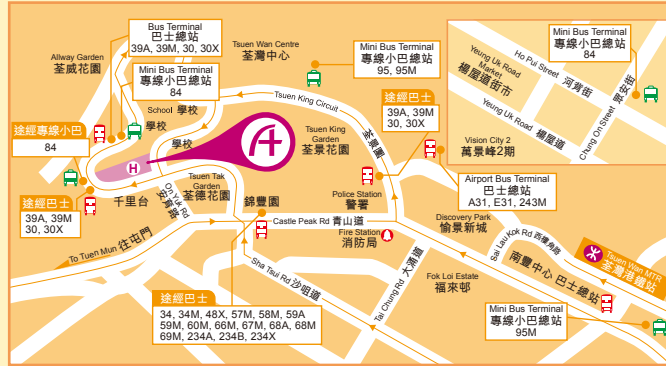 Bus Terminal
巴士總站
39A, 39M, 30, 30X
Allway Garden
荃威花園
Mini Bus Terminal
專線小巴總站
84
School 學校
學校
學校
途經專線小巴
84
途經巴士
39A, 39M
30, 30X
千里台
H
On Yuk Rd
安育路
Tsuen Tak
Garden
荃德花園
錦豐園
Tsuen Wan Centre
荃灣中心
Mini Bus Terminal
專線小巴總站
95, 95M
Tsuen King Circuit
Tsuen King
Garden
荃景花園
荃景圍
途經巴士
39A, 39M
30, 30X
Police Station
警署
Castle Peak Rd 青山道
Fire Station
消防局
To Tuen Mun 往屯門
Sha Tsui Rd 沙咀道
Tai Chung Rd 大涌道
途經巴士
34, 34M, 48X, 57M, 58M, 59A
59M, 60M, 66M, 67M, 68A, 68M
69M, 234A, 234B, 234X
Yeung Uk Road
Market
楊屋道街市
Ho Pui Street 河背街
Yeung Uk Road 楊屋道
Chung On Street 眾安街
Mini Bus Terminal
專線小巴總站
84
Vision City 2
萬景峰2期
Airport Bus Terminal
巴士總站
A31, E31, 243M
Discovery Park
愉景新城
Sai Lau Kok Rd 西樓角路
Tsuen Wan MTR
荃灣港鐵站
南豐中心 巴士總站
Fok Loi Estate
福來邨
Mini Bus Terminal
專線小巴總站
95M